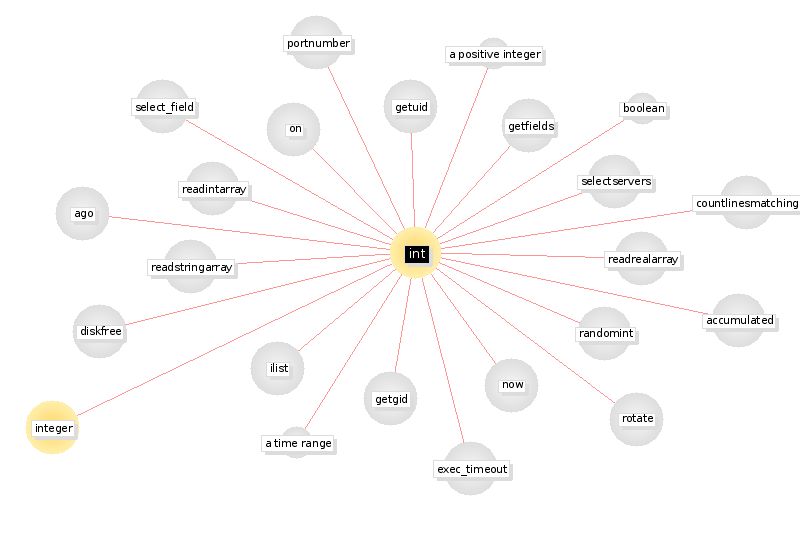 portnumber
a positive integer
select_field
getuid
boolean
on
getfields
selectservers
readintarray
countlinesmatching
ago
int
readstringarray
readrealarray
accumulated
diskfree
randomint
ilist
now
getgid
rotate
integer
a time range
exec_timeout